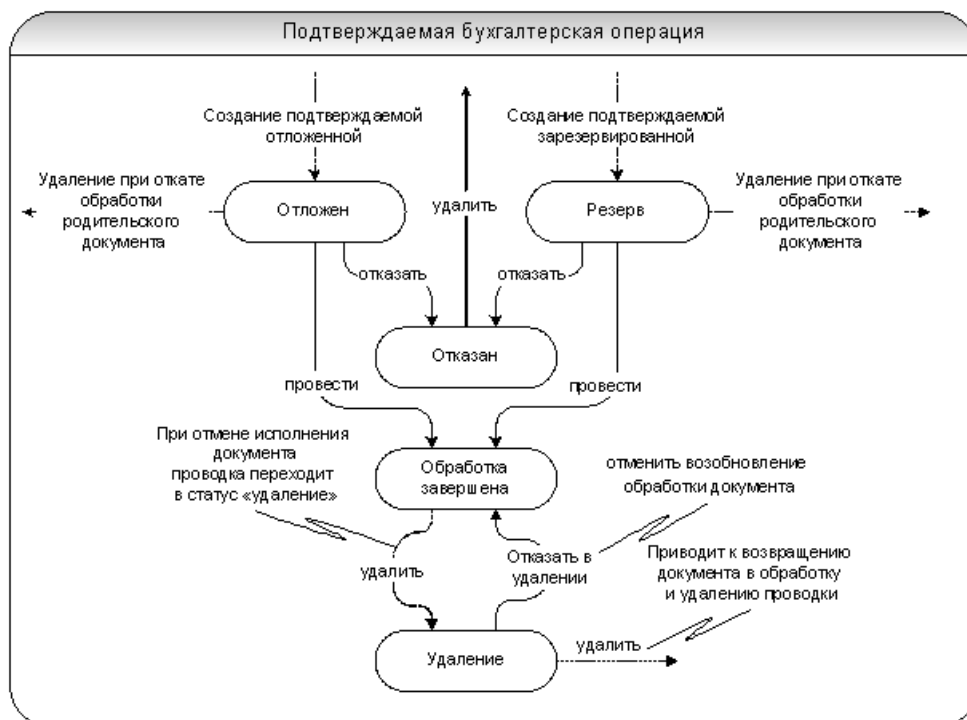 Подтверждаемая бухгалтерская операция
Создание подтверждаемой
отложенной
Создание подтверждаемой
зарезервированной
Удаление при откате
обработки
родительского
документа
Отложен
удалить
Резерв
Удаление при откате
обработки
родительского
документа
отказать
отказать
Отказан
провести
провести
При отмене исполнения
документа
проводка переходит
в статус «удаление»
Обработка
завершена
отменить возобновление
обработки документа
удалить
Отказать в
удалении
Приводит к возвращению
документа в обработку
и удалению проводки
Удаление
удалить